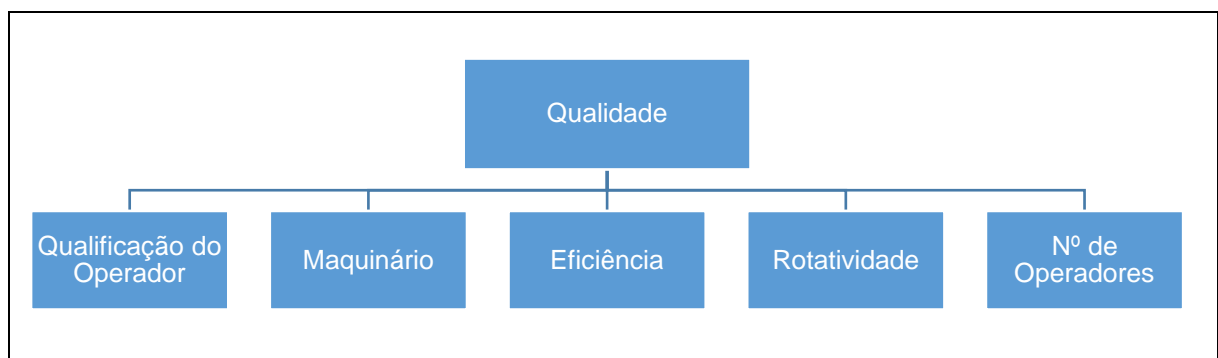 Qualidade
Qualificação do
Operador
Maquinário
Eficiência
Rotatividade
Nº de
Operadores